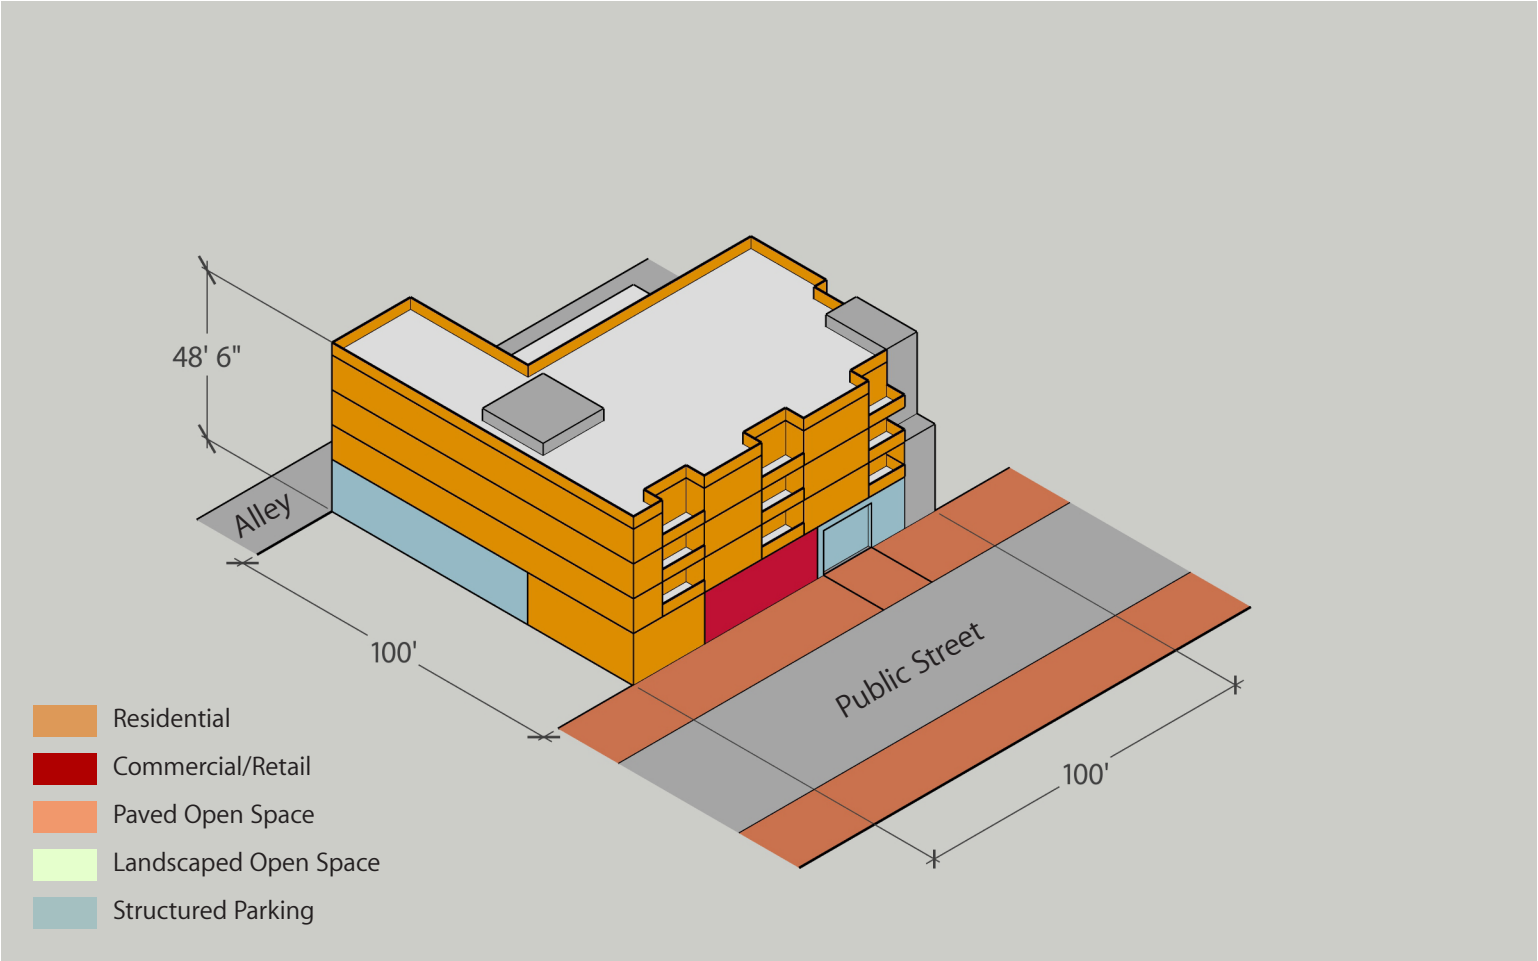 48' 6"
Alley
100'
Public Street
100'
Residential
Commercial/Retail
Paved Open Space
Landscaped Open Space
Structured Parking